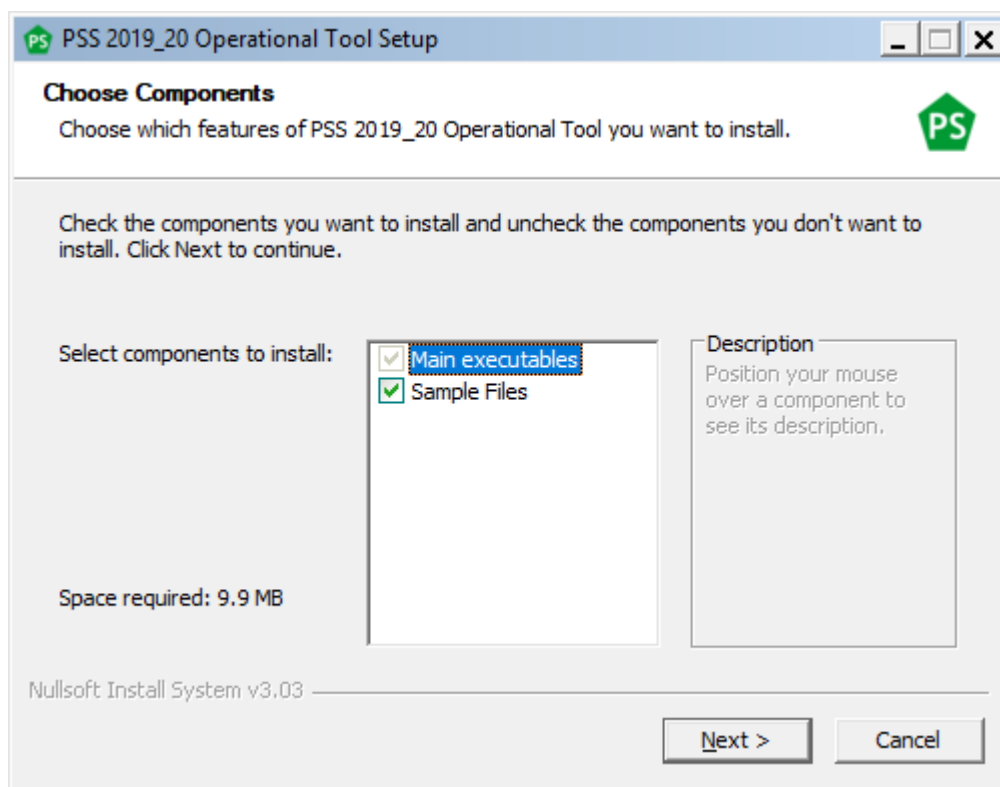 PS PSS 2019_20 Operational Tool Setup
Choose Components
Choose which features of PSS 2019_20 Operational Tool you want to install.
PS
Check the components you want to install and uncheck the components you don't want to
install. Click Next to continue.
Select components to install:
Main executables
Sample Files
Description
Position your mouse
over a component to
see its description.
Space required: 9.9 MB
Nullsoft Install System v3.03
Next >
Cancel